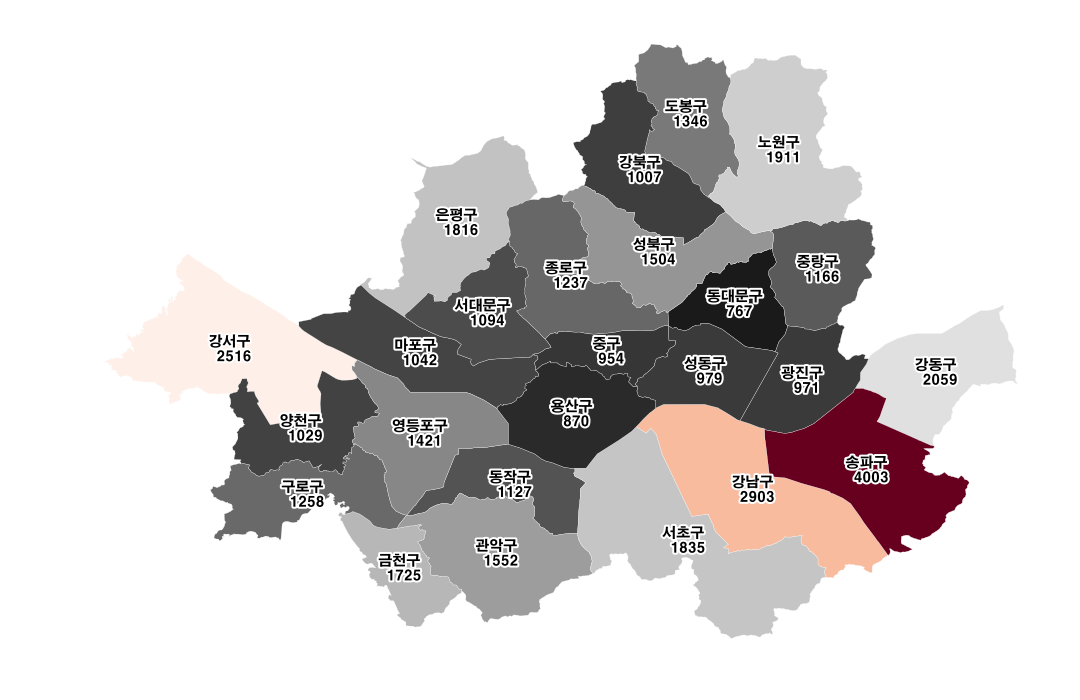 도봉구
1346
노원구
1911
강북구
1007
은평구
1816
성북구
1504
중랑구
1166
종로구
1237
동대문구
767
서대문구
1094
강서구
2516
마포구
1042
중구
954
성동구
979
광진구
971
강동구
2059
용산구
870
양천구
1029
영등포구
1421
송파구
4003
동작구
1127
강남구
2903
구로구
1258
서초구
1835
관악구
1552
금천구
1725